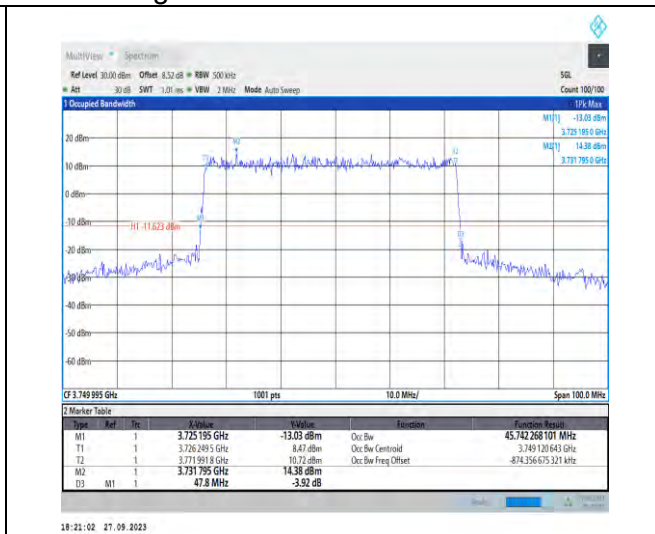 MultiView Spectrum
Ref Level 30.00 dBm Offset 8.52 dB RBW 500 kHz SGL
Att 30 dB SWT 1.01 ms VBW 2 MHz Mode Auto Sweep Count 100/100
1 Occupied Bandwidth 1Pk Max
M1[1] -13.03 dBm
3.725 195 0 GHz
M2[1] 14.38 dBm
3.731 795 0 GHz
20 dBm
M2
T1
T2
10 dBm
0 dBm
-10 dBm
M1
H1 -11.623 dBm
D3
-20 dBm
-30 dBm
-40 dBm
-50 dBm
-60 dBm
CF 3.749 995 GHz 1001 pts 10.0 MHz/ Span 100.0 MHz
2 Marker Table
Type Ref Trc X-Value Y-Value Function Function Result
M1 1 3.725 195 GHz -13.03 dBm Occ Bw 45.742 268 101 MHz
T1 1 3.726 249 5 GHz 8.47 dBm Occ Bw Centroid 3.749 120 643 GHz
T2 1 3.771 991 8 GHz 10.72 dBm Occ Bw Freq Offset -874.356 675 321 kHz
M2 1 3.731 795 GHz 14.38 dBm
D3 M1 1 47.8 MHz -3.92 dB
18:21:02 27.09.2023